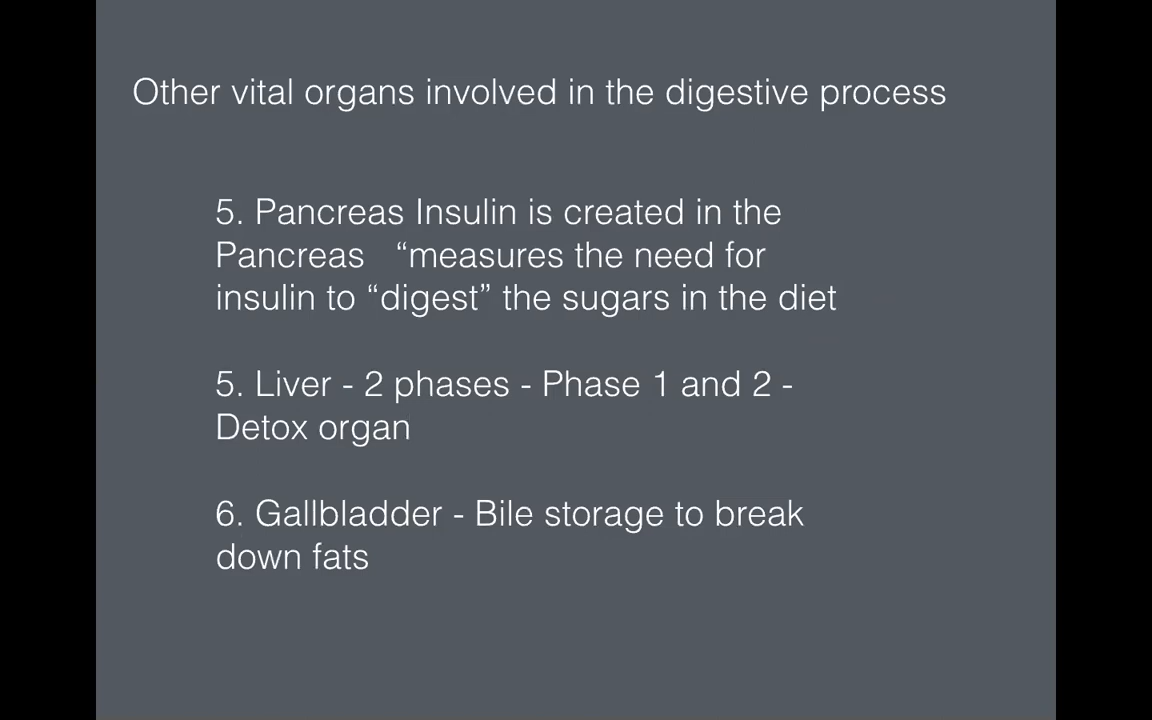 Other vital organs involved in the digestive process
5. Pancreas Insulin is created in the
Pancreas “measures the need for
insulin to “digest” the sugars in the diet
5. Liver - 2 phases - Phase 1 and 2 -
Detox organ
6. Gallbladder - Bile storage to break
down fats